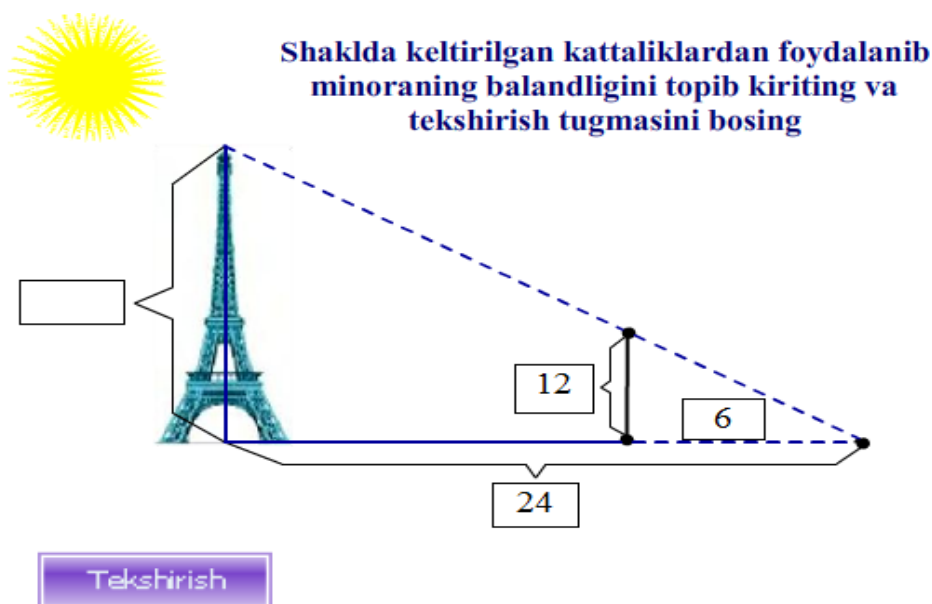 Shaklda keltirilgan kattaliklardan foydalanib
minoraning balandligini topib kiriting va
tekshirish tugmasini bosing
12
6
24
Tekshirish